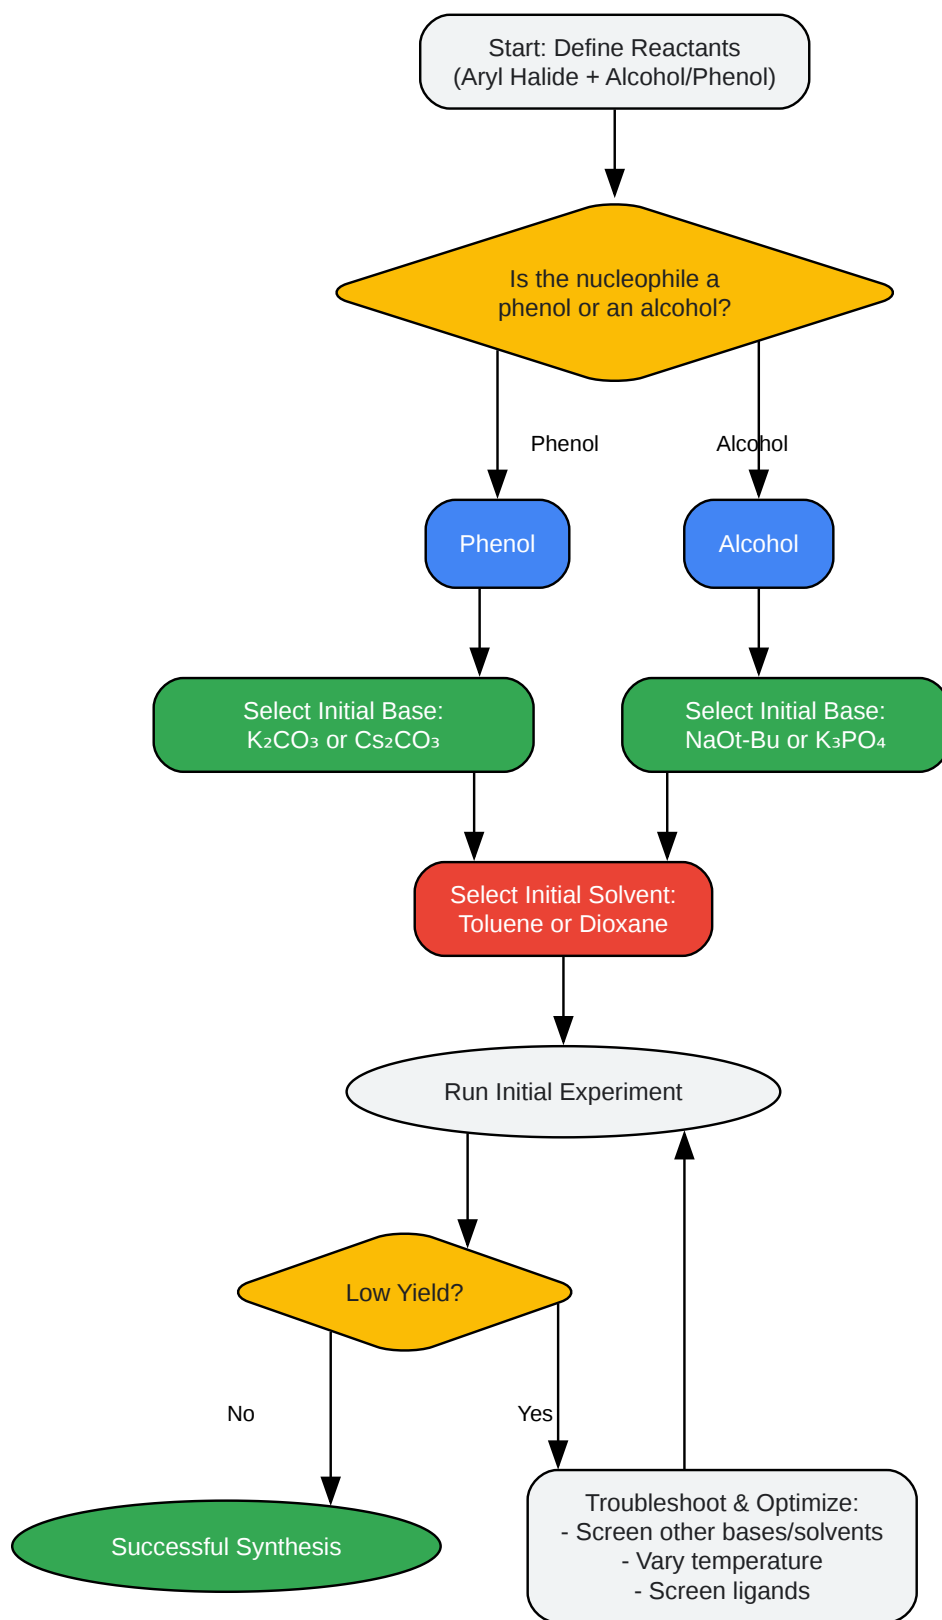 Start: Define Reactants
(Aryl Halide + Alcohol/Phenol)
Is the nucleophile a
phenol or an alcohol?
Phenol
Alcohol
Phenol
Alcohol
Select Initial Base:
K₂CO₃ or Cs₂CO₃
Select Initial Base:
NaOt-Bu or K₃PO₄
Select Initial Solvent:
Toluene or Dioxane
Run Initial Experiment
Low Yield?
No
Yes
Successful Synthesis
Troubleshoot & Optimize:
- Screen other bases/solvents
- Vary temperature
- Screen ligands